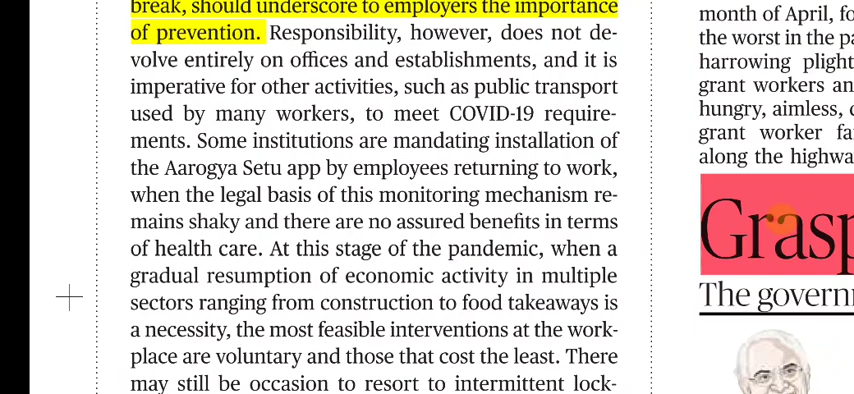 break, should underscore to employers the importance
of prevention. Responsibility, however, does not de-
volve entirely on offices and establishments, and it is
imperative for other activities, such as public transport
used by many workers, to meet COVID-19 require-
ments. Some institutions are mandating installation of
the Aarogya Setu app by employees returning to work,
when the legal basis of this monitoring mechanism re-
mains shaky and there are no assured benefits in terms
of health care. At this stage of the pandemic, when a
gradual resumption of economic activity in multiple
sectors ranging from construction to food takeaways is
a necessity, the most feasible interventions at the work-
place are voluntary and those that cost the least. There
may still be occasion to resort to intermittent lock-
month of April, fo
the worst in the pa
harrowing plight
grant workers an
hungry, aimless,
grant worker fa
along the highwa
Grasp
The governm